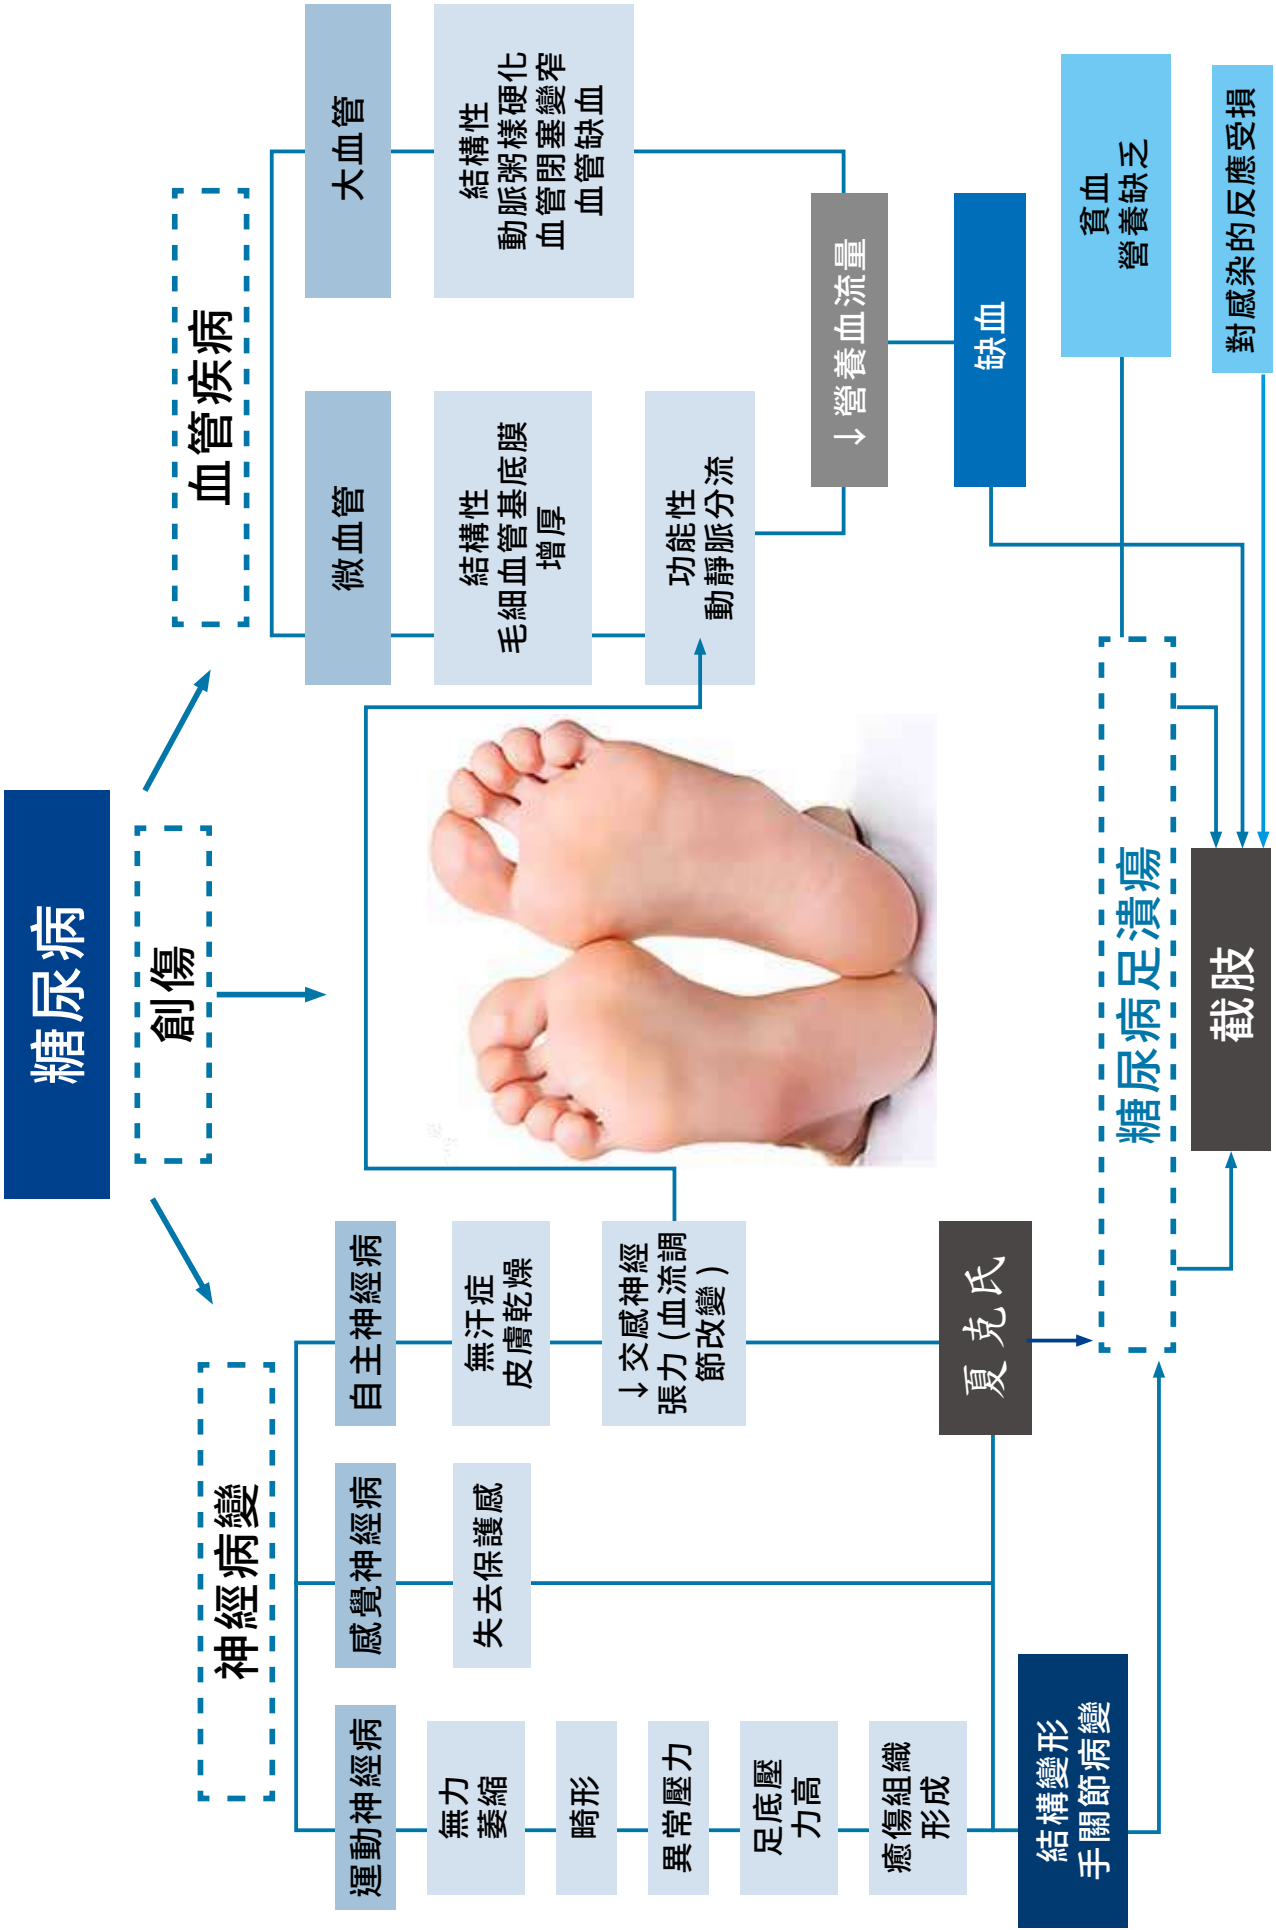 糖尿病
神經病變
創傷
血管疾病
運動神經病
感覺神經病
自主神經病
微血管
大血管
無力
萎縮
畸形
異常壓力
足底壓
力高
癒傷組織
形成
失去保護感
無汗症
皮膚乾燥
↓交感神經
張力(血流調
節改變)
結構性
毛細血管基底膜
增厚
功能性
動靜脈分流
結構性
動脈粥樣硬化
血管閉塞變窄
血管缺血
↓營養血流量
缺血
貧血
營養缺乏
對感染的反應受損
夏克氏
結構變形
手關節病變
糖尿病足潰瘍
截肢